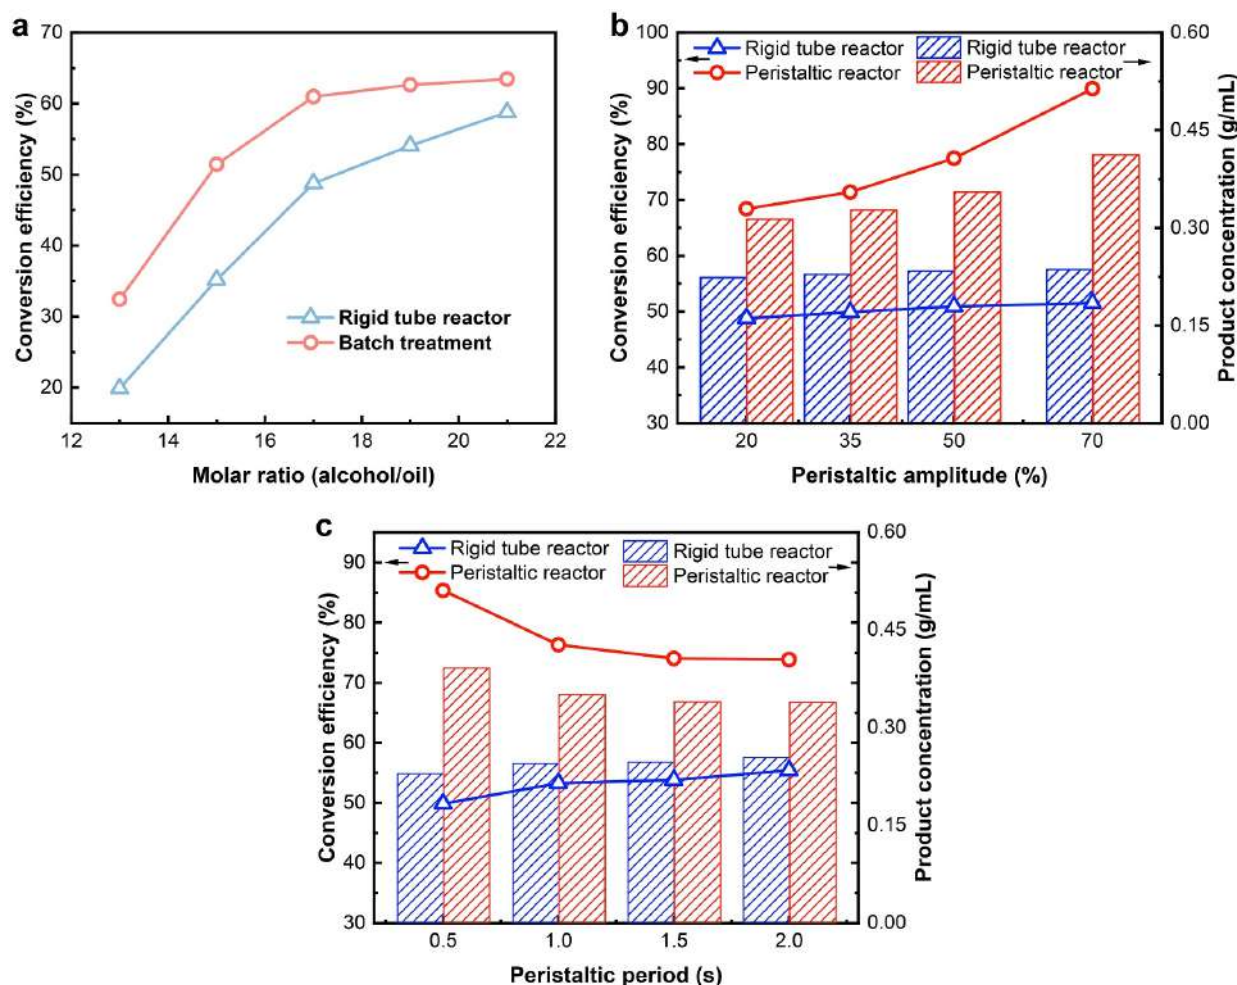 a
70
60
50
40
30
20
12 14 16 18 20 22
Conversion efficiency (%)
Molar ratio (alcohol/oil)
Rigid tube reactor
Batch treatment
b
100
90
80
70
60
50
40
30
Conversion efficiency (%)
Rigid tube reactor Rigid tube reactor
Peristaltic reactor Peristaltic reactor
0.60
0.45
0.30
0.15
0.00
Product concentration (g/mL)
20 35 50 70
Peristaltic amplitude (%)
c
90
80
70
60
50
40
30
Conversion efficiency (%)
Rigid tube reactor Rigid tube reactor
Peristaltic reactor Peristaltic reactor
0.60
0.45
0.30
0.15
0.00
Product concentration (g/mL)
0.5 1.0 1.5 2.0
Peristaltic period (s)